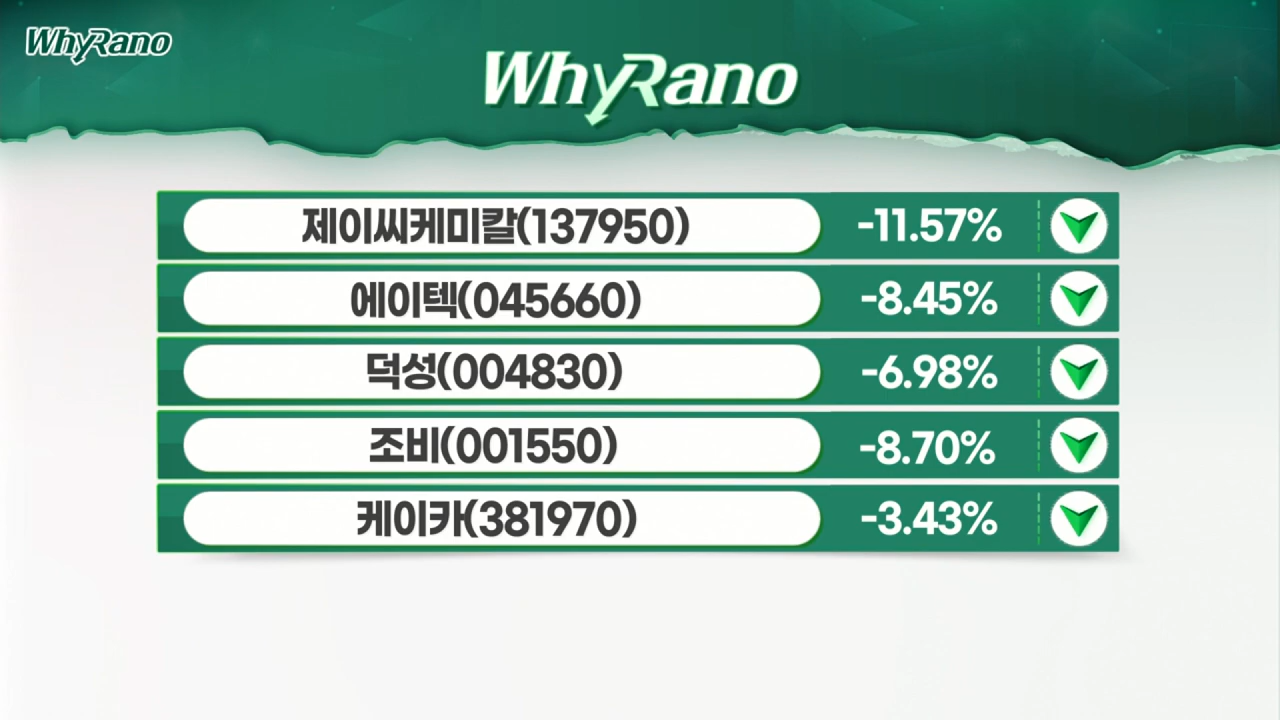 WhyRano
WhyRano
제이씨케미칼(137950) -11.57%
에이텍(045660) -8.45%
덕성(004830) -6.98%
조비(001550) -8.70%
케이카(381970) -3.43%